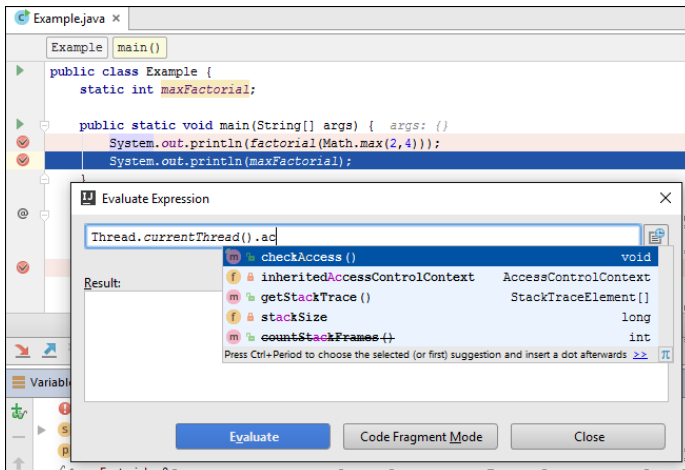 Example.java ×
Example main()
public class Example {
static int maxFactorial;
public static void main(String[] args) { args: {}
System.out.println(factorial(Math.max(2,4)));
System.out.println(maxFactorial);
}
Evaluate Expression
Thread.currentThread().ac
checkAccess() void
Result:
inheritedAccessControlContext AccessControlContext
getStackTrace() StackTraceElement[]
stackSize long
countStackFrames() int
Press Ctrl+Period to choose the selected (or first) suggestion and insert a dot afterwards >> π
Variabl
Evaluate Code Fragment Mode Close